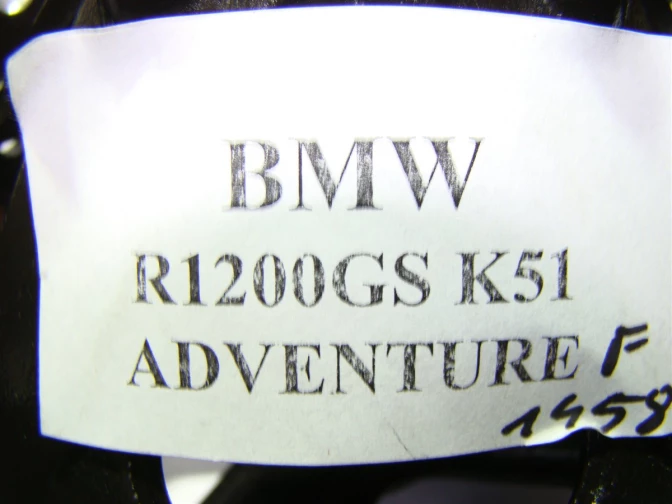 BMW
R1200GS K51
ADVENTURE F
1458